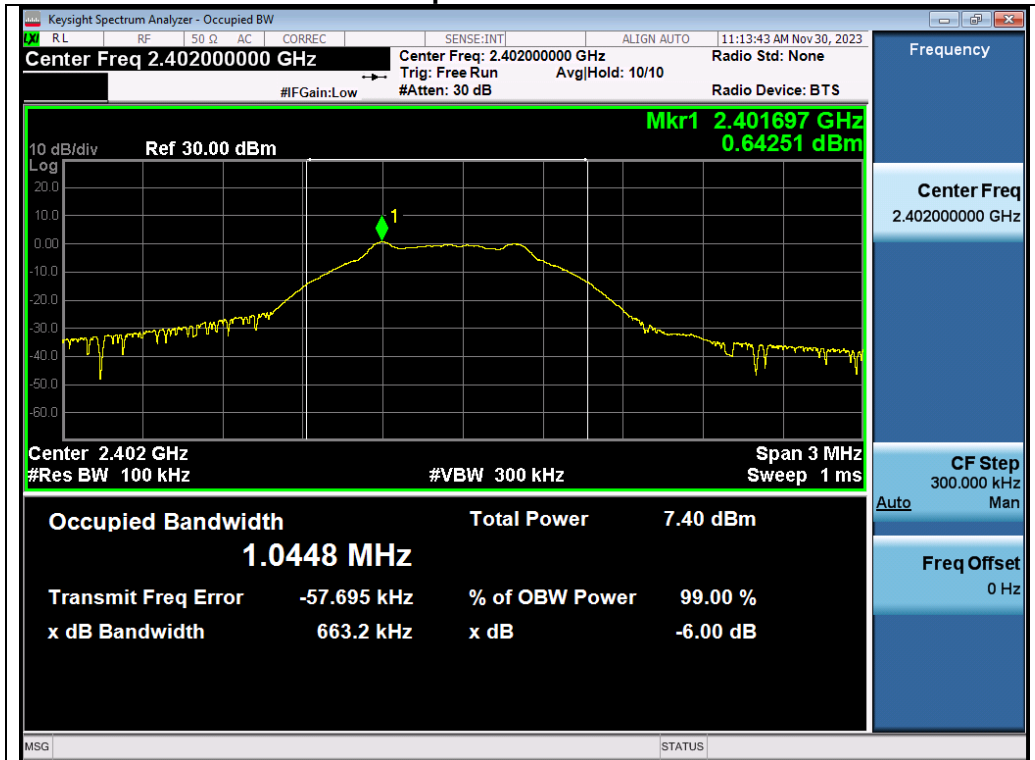 Keysight Spectrum Analyzer - Occupied BW
LXI RL RF 50 Ω AC CORREC SENSE:INT ALIGN AUTO 11:13:43 AM Nov 30, 2023
Center Freq 2.402000000 GHz
Center Freq: 2.402000000 GHz Radio Std: None
Trig: Free Run Avg|Hold: 10/10
#IFGain:Low #Atten: 30 dB Radio Device: BTS
Frequency
Mkr1 2.401697 GHz
0.64251 dBm
10 dB/div Ref 30.00 dBm
Log
20.0
10.0
0.00
-10.0
-20.0
-30.0
-40.0
-50.0
-60.0
1
Center 2.402 GHz Span 3 MHz
#Res BW 100 kHz #VBW 300 kHz Sweep 1 ms
Center Freq
2.402000000 GHz
CF Step
300.000 kHz
Auto Man
Freq Offset
0 Hz
Occupied Bandwidth Total Power 7.40 dBm
1.0448 MHz
Transmit Freq Error -57.695 kHz % of OBW Power 99.00 %
x dB Bandwidth 663.2 kHz x dB -6.00 dB
MSG STATUS